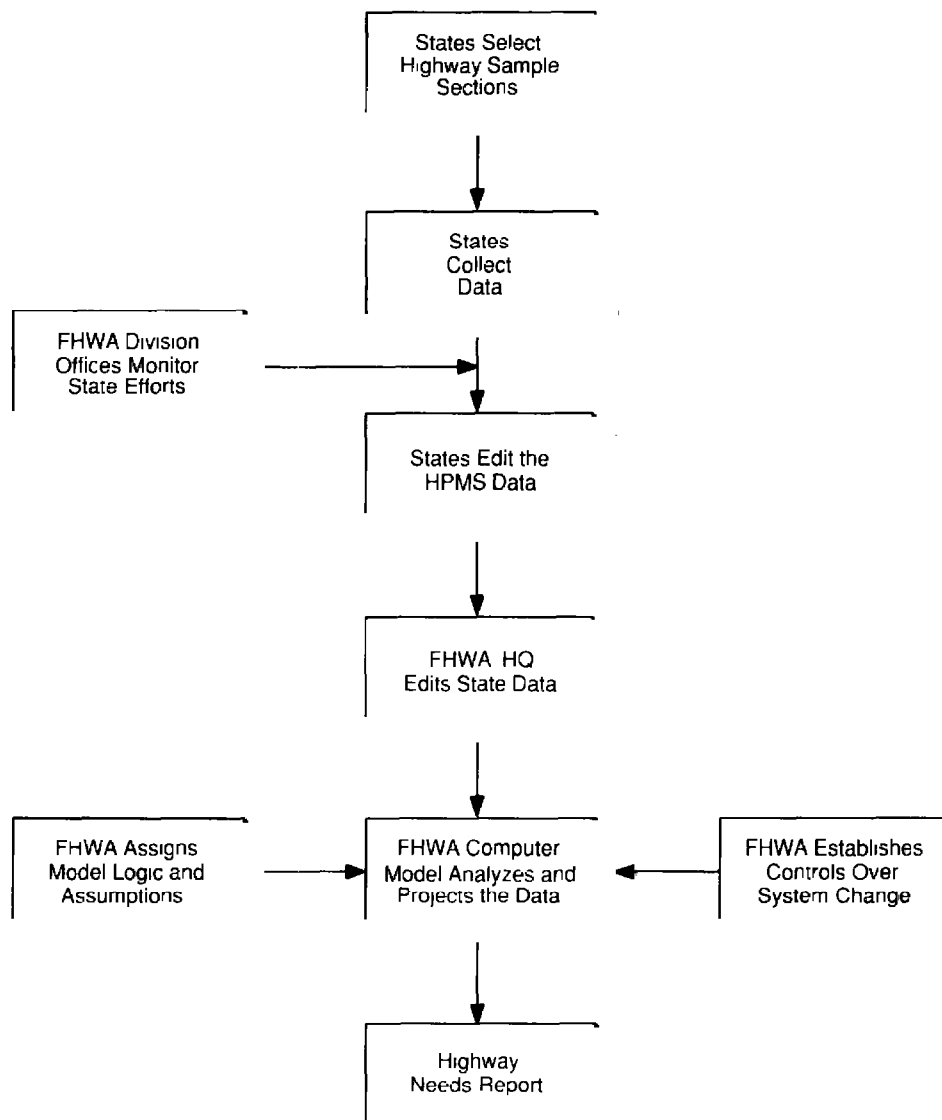 States Select
Highway Sample
Sections
States
Collect
Data
FHWA Division
Offices Monitor
State Efforts
States Edit the
HPMS Data
FHWA HQ
Edits State Data
FHWA Assigns
Model Logic and
Assumptions
FHWA Computer
Model Analyzes and
Projects the Data
FHWA Establishes
Controls Over
System Change
Highway
Needs Report